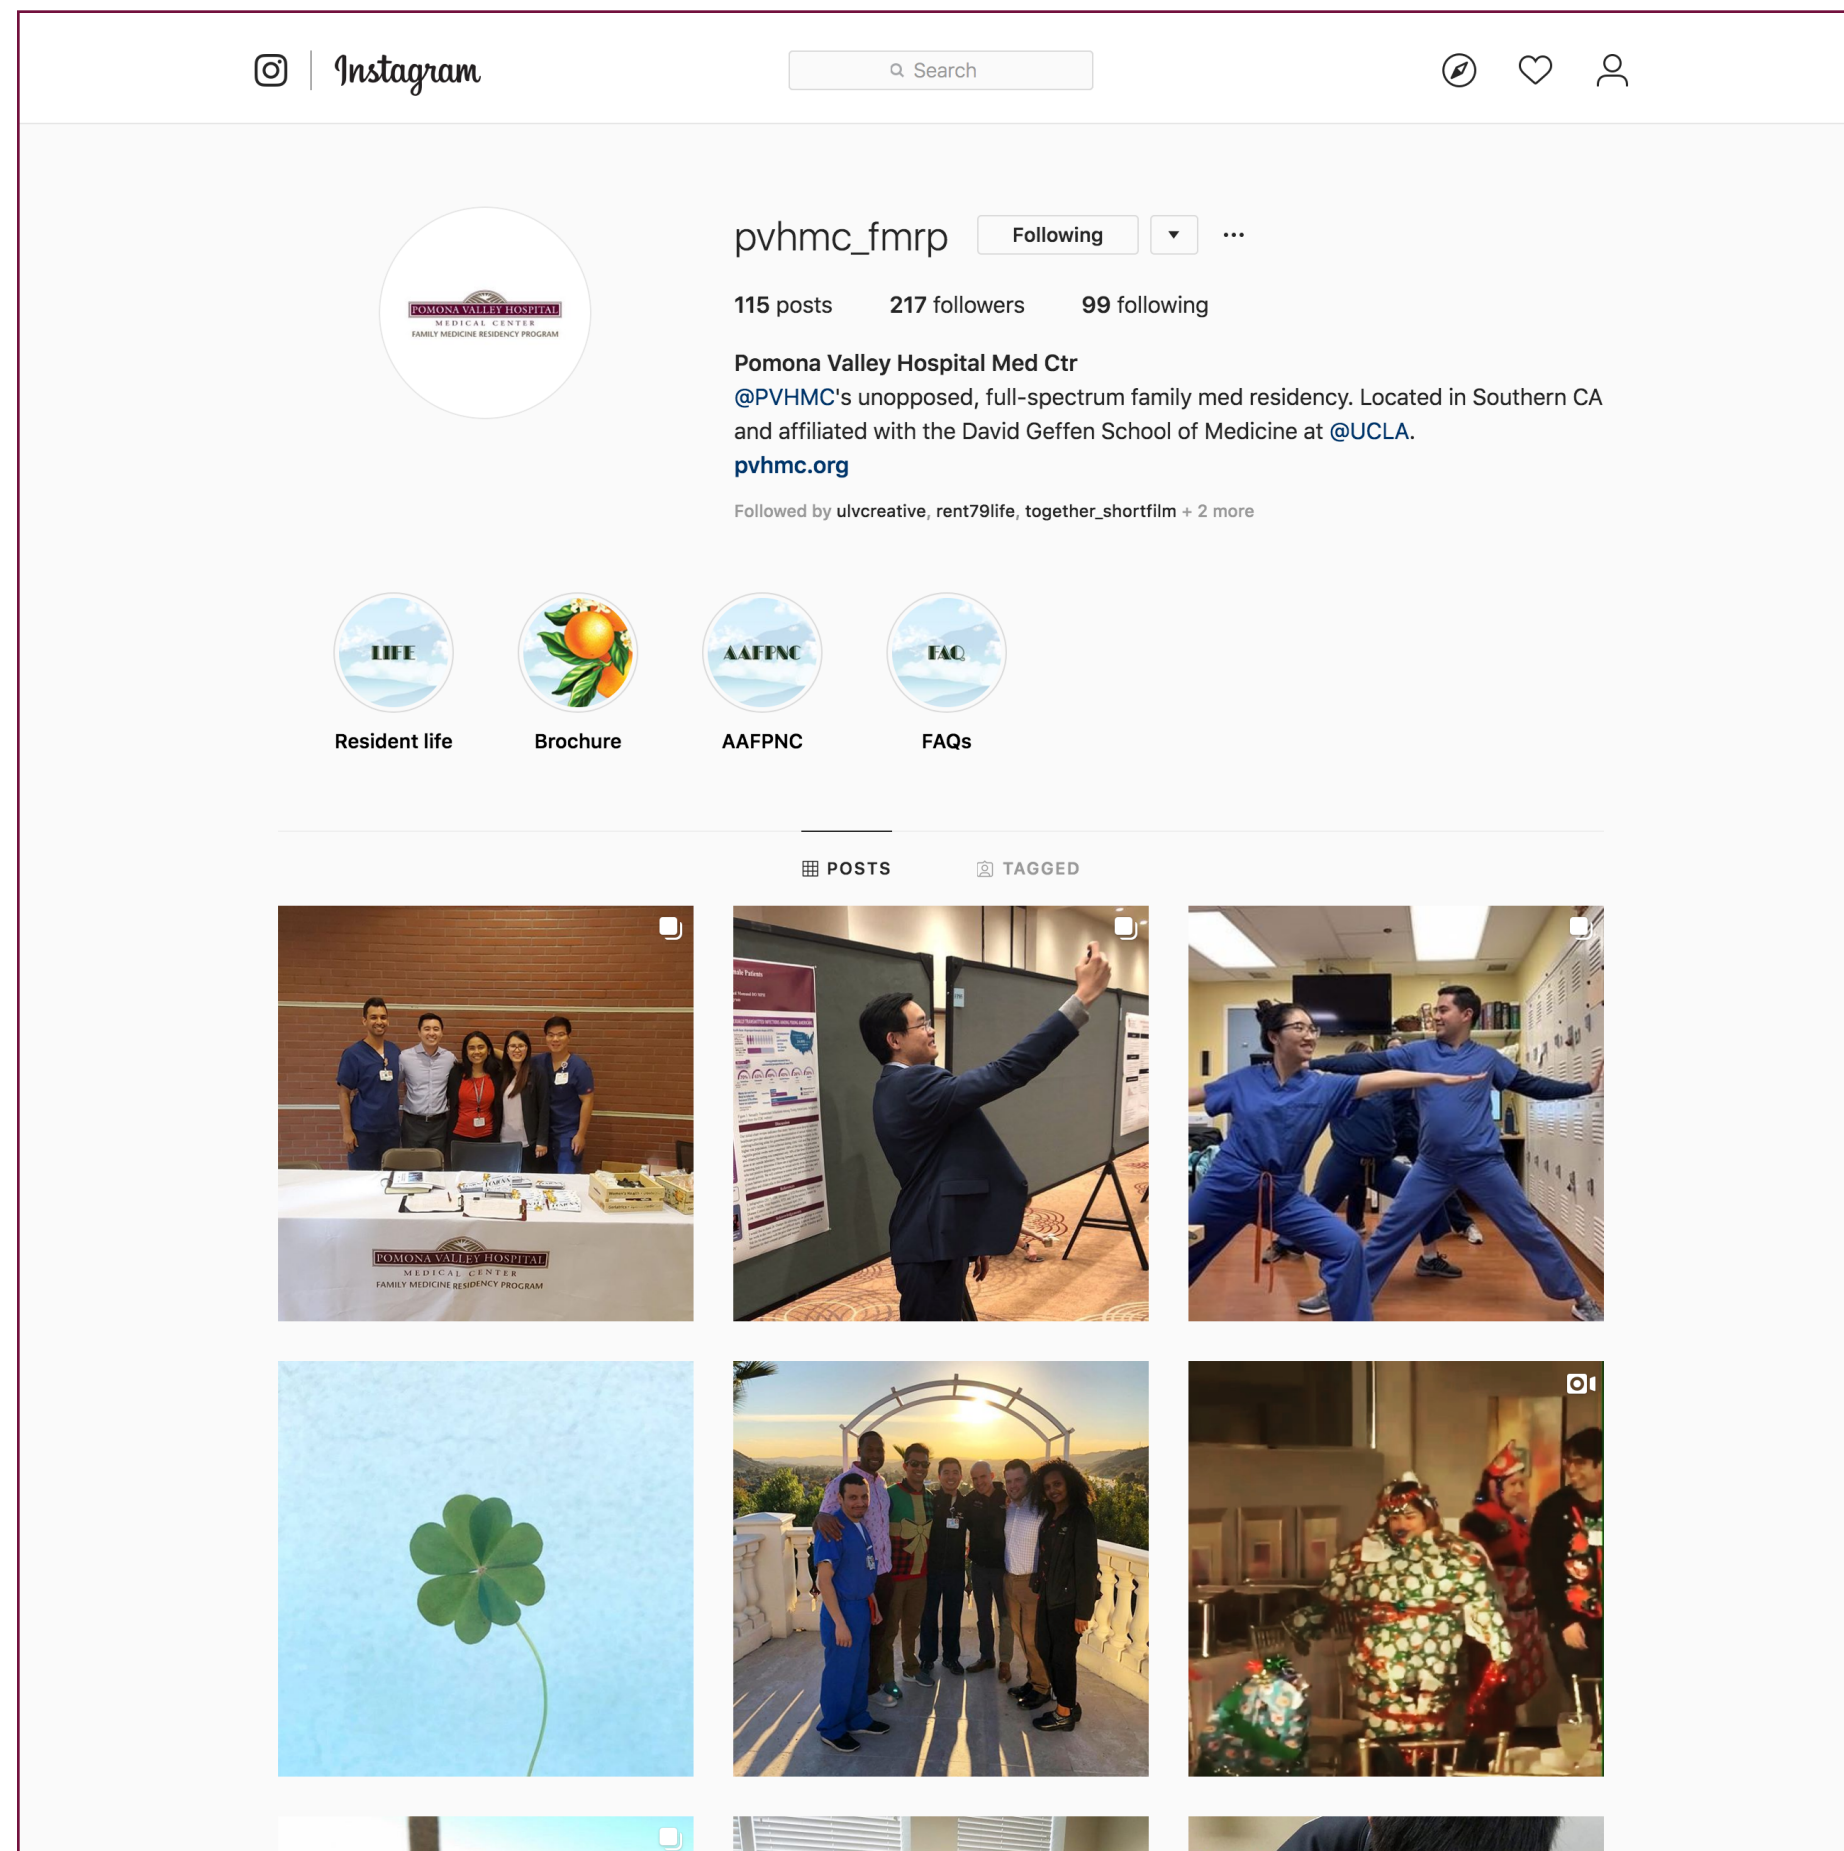 Instagram
Search
pvhmc_fmrp Following
115 posts 217 followers 99 following
Pomona Valley Hospital Med Ctr
@PVHMC's unopposed, full-spectrum family med residency. Located in Southern CA
and affiliated with the David Geffen School of Medicine at @UCLA.
pvhmc.org
Followed by ulvcreative, rent79life, together_shortfilm + 2 more
POMONA VALLEY HOSPITAL
MEDICAL CENTER
FAMILY MEDICINE RESIDENCY PROGRAM
LIFE
AAFPNC
FAQ
Resident life
Brochure
AAFPNC
FAQs
POSTS
TAGGED
POMONA VALLEY HOSPITAL
MEDICAL CENTER
FAMILY MEDICINE RESIDENCY PROGRAM